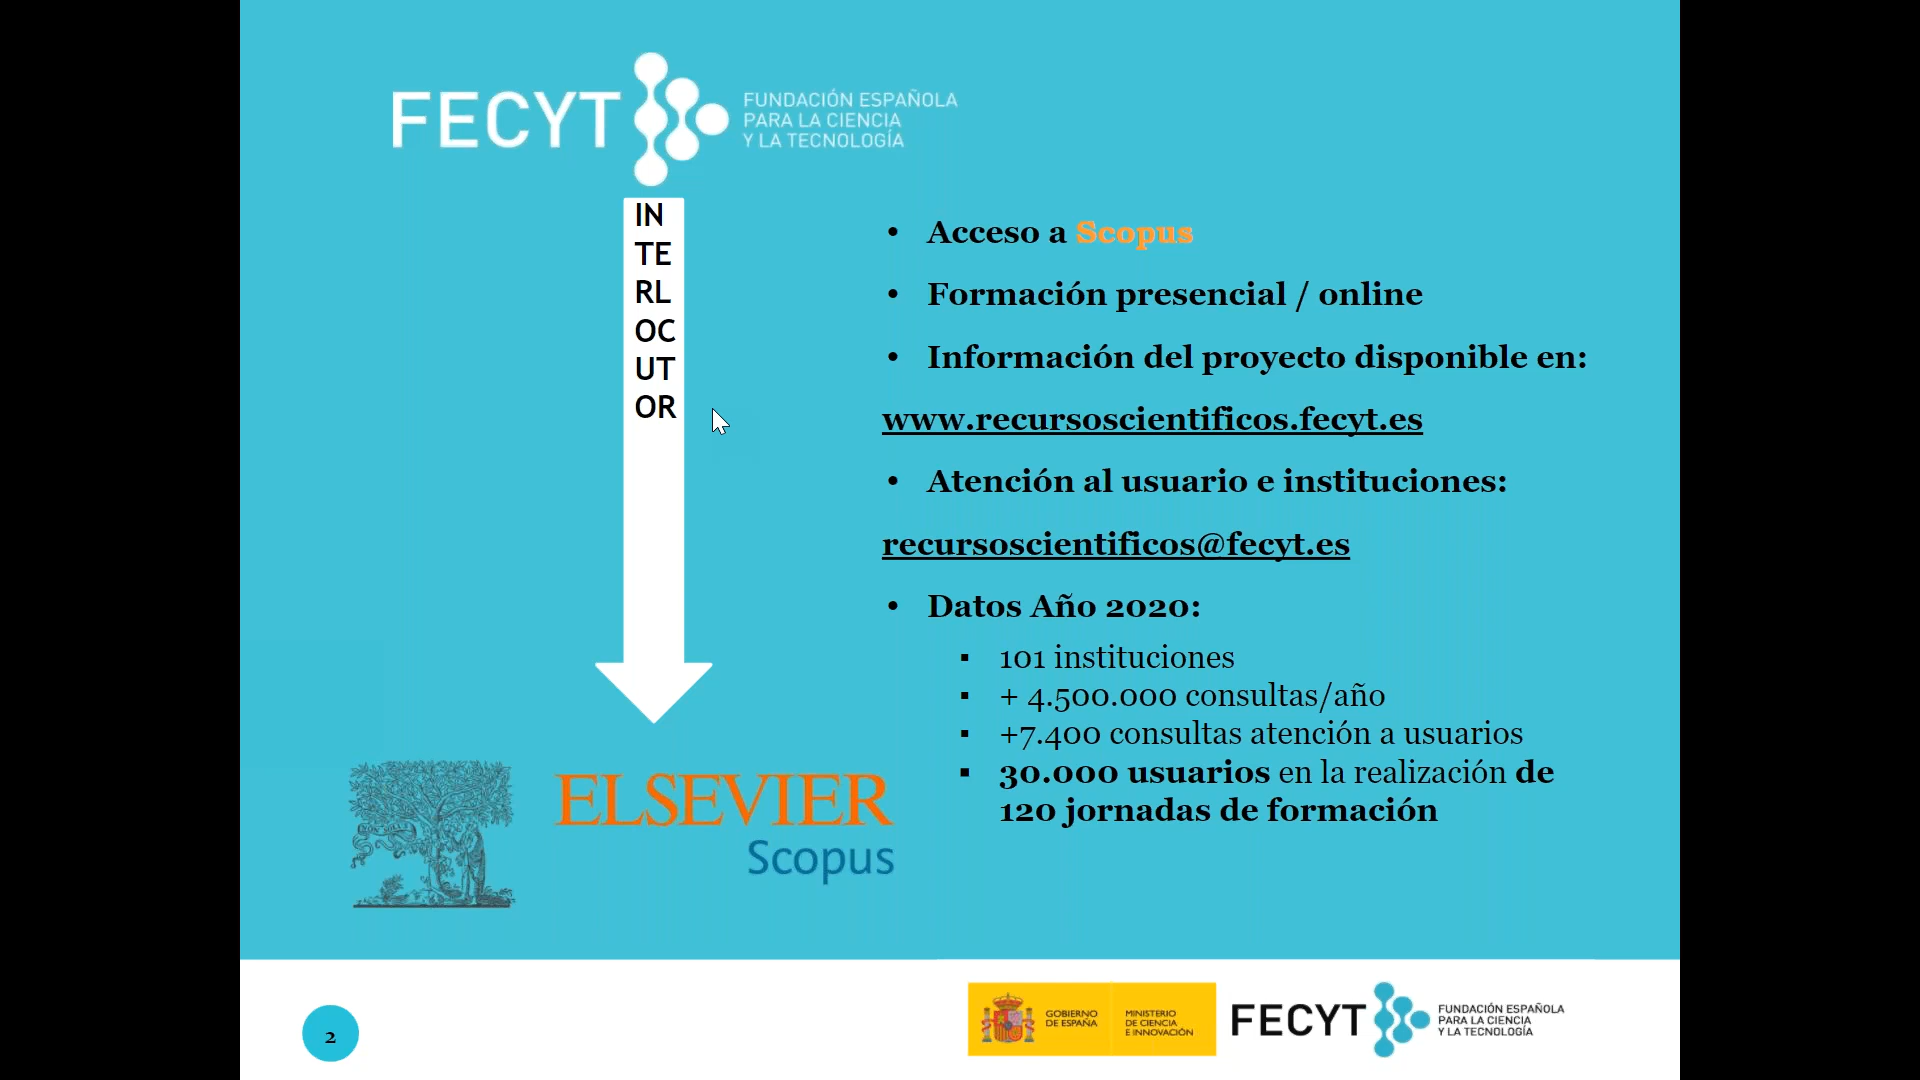 FECYT
FUNDACIÓN ESPAÑOLA
PARA LA CIENCIA
Y LA TECNOLOGÍA
IN
TE
RL
OC
UT
OR
• Acceso a Scopus
• Formación presencial / online
• Información del proyecto disponible en:
www.recursoscientificos.fecyt.es
• Atención al usuario e instituciones:
recursoscientificos@fecyt.es
• Datos Año 2020:
▪ 101 instituciones
▪ + 4.500.000 consultas/año
▪ +7.400 consultas atención a usuarios
▪ 30.000 usuarios en la realización de
120 jornadas de formación
ELSEVIER
Scopus
2
GOBIERNO
DE ESPAÑA
MINISTERIO
DE CIENCIA
E INNOVACIÓN
FECYT
FUNDACIÓN ESPAÑOLA
PARA LA CIENCIA
Y LA TECNOLOGÍA